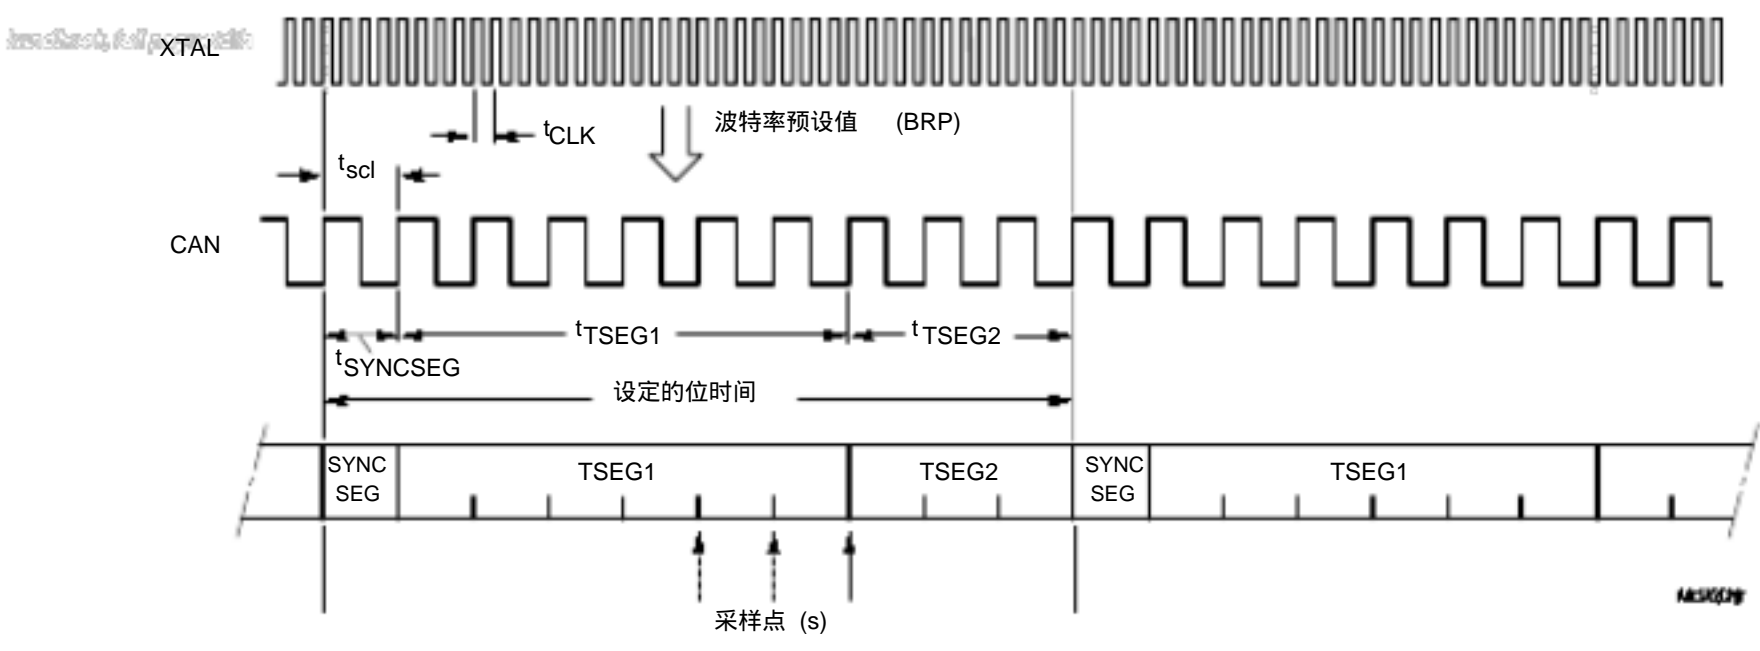 XTAL
波特率预设值 (BRP)
tCLK
tscl
CAN
tTSEG1
t TSEG2
tSYNCSEG
设定的位时间
SYNC SEG
TSEG1
TSEG2
SYNC SEG
TSEG1
采样点 (s)